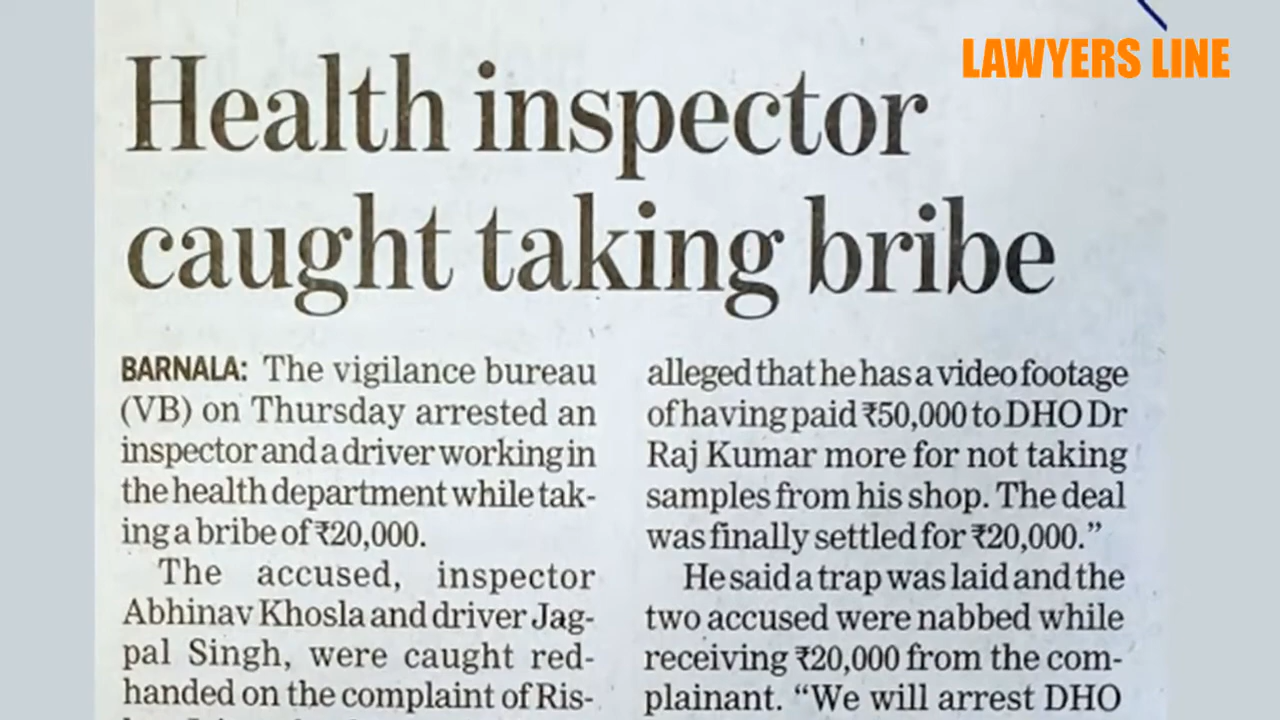 LAWYERS LINE
Health inspector
caught taking bribe
BARNALA: The vigilance bureau
(VB) on Thursday arrested an
inspector and a driver working in
the health department while tak-
ing a bribe of ₹20,000.
The accused, inspector
Abhinav Khosla and driver Jag-
pal Singh, were caught red-
handed on the complaint of Ris-
alleged that he has a video footage
of having paid ₹50,000 to DHO Dr
Raj Kumar more for not taking
samples from his shop. The deal
was finally settled for ₹20,000.”
He said a trap was laid and the
two accused were nabbed while
receiving ₹20,000 from the com-
plainant. “We will arrest DHO